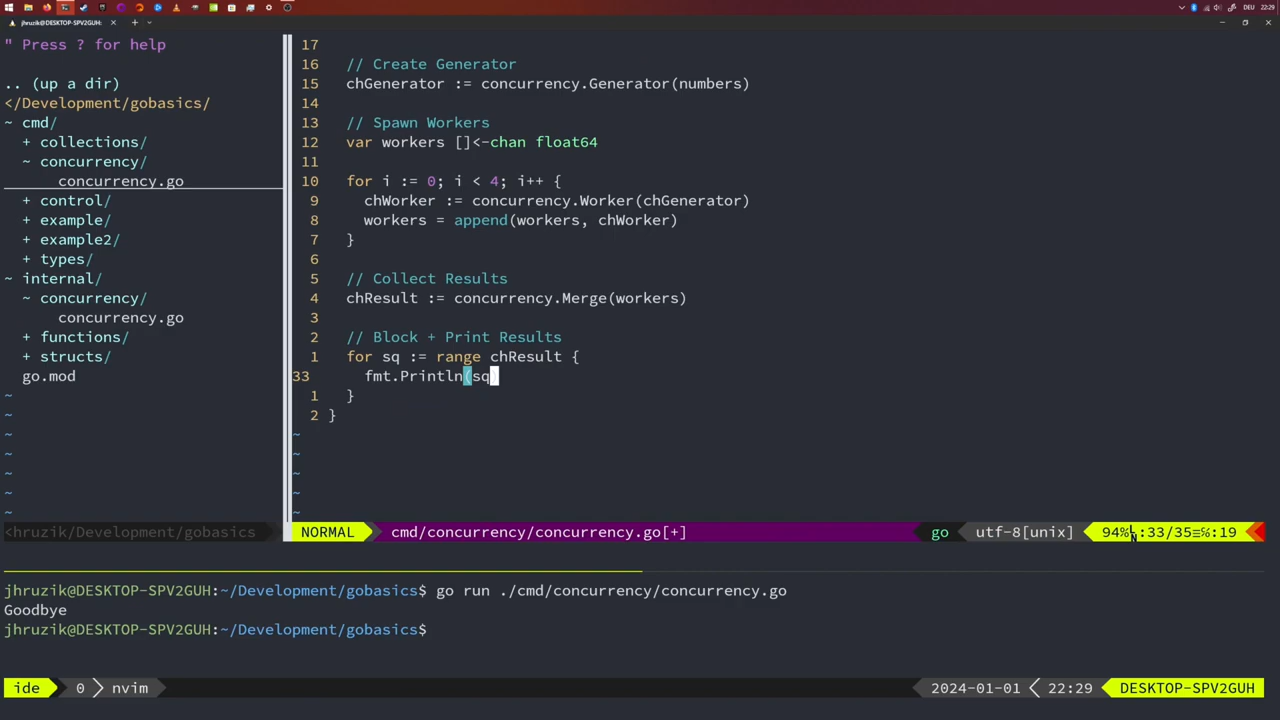 DEU 22:29
jhruzik@DESKTOP-SPV2GUH: ×
" Press ? for help
.. (up a dir)
</Development/gobasics/
~ cmd/
+ collections/
~ concurrency/
concurrency.go
+ control/
+ example/
+ example2/
+ types/
~ internal/
~ concurrency/
concurrency.go
+ functions/
+ structs/
go.mod
~
~
~
~
~
~
~
17
16 // Create Generator
15 chGenerator := concurrency.Generator(numbers)
14
13 // Spawn Workers
12 var workers []<-chan float64
11
10 for i := 0; i < 4; i++ {
9 chWorker := concurrency.Worker(chGenerator)
8 workers = append(workers, chWorker)
7 }
6
5 // Collect Results
4 chResult := concurrency.Merge(workers)
3
2 // Block + Print Results
1 for sq := range chResult {
33 fmt.Println(sq)
1 }
2 }
~
~
~
~
~
<hruzik/Development/gobasics
NORMAL cmd/concurrency/concurrency.go[+] go utf-8[unix] 94%:33/35≡%:19
jhruzik@DESKTOP-SPV2GUH:~/Development/gobasics$ go run ./cmd/concurrency/concurrency.go
Goodbye
jhruzik@DESKTOP-SPV2GUH:~/Development/gobasics$
ide 0 nvim 2024-01-01 22:29 DESKTOP-SPV2GUH